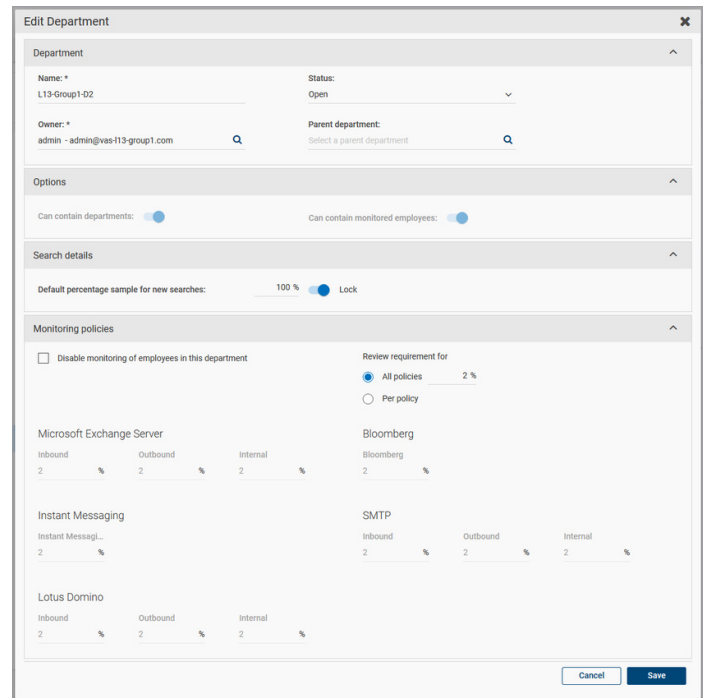 Edit Department
Department
Name: * Status:
L13-Group1-D2 Open
Owner: * Parent department:
admin - admin@vas-l13-group1.com Select a parent department
Options
Can contain departments: Can contain monitored employees:
Search details
Default percentage sample for new searches: 100 % Lock
Monitoring policies
Disable monitoring of employees in this department Review requirement for
All policies 2 %
Per policy
Microsoft Exchange Server Bloomberg
Inbound Outbound Internal Bloomberg
2 % 2 % 2 % 2 %
Instant Messaging SMTP
Instant Messagi... Inbound Outbound Internal
2 % 2 % 2 % 2 %
Lotus Domino
Inbound Outbound Internal
2 % 2 % 2 %
Cancel Save